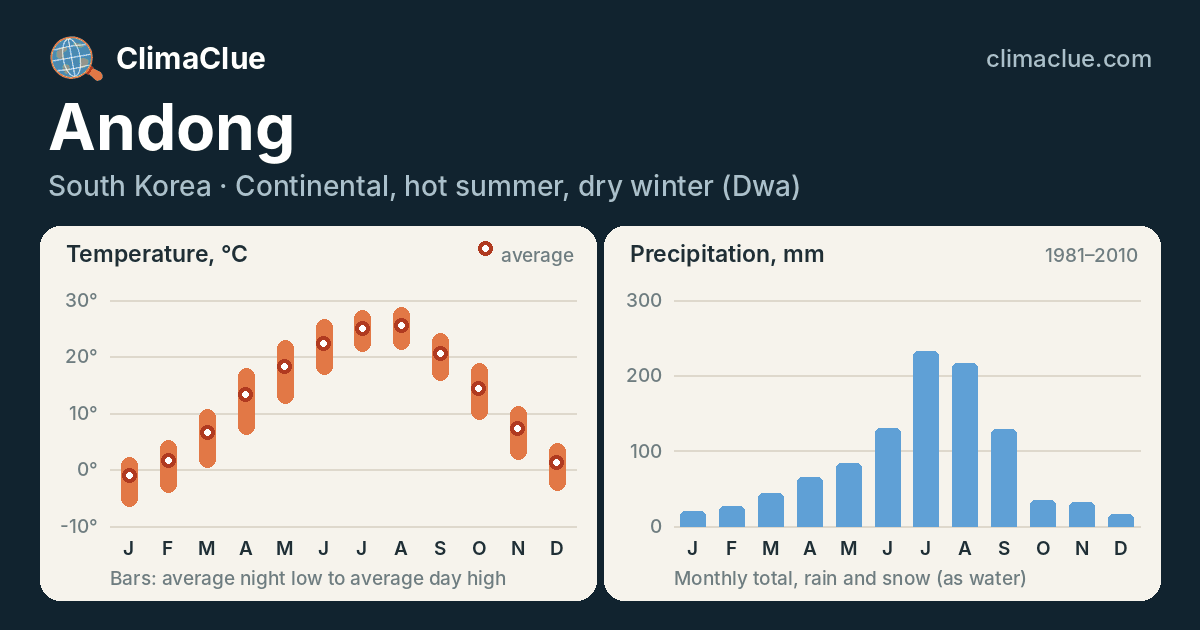 ClimaClue
climaclue.com
Andong
South Korea · Continental, hot summer, dry winter (Dwa)
Temperature, °C
average
30°
20°
10°
0°
-10°
J F M A M J J A S O N D
Bars: average night low to average day high
Precipitation, mm
1981–2010
300
200
100
0
J F M A M J J A S O N D
Monthly total, rain and snow (as water)